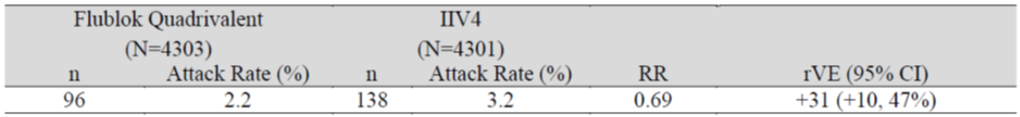 Flublok Quadrivalent IIV4
(N=4303) (N=4301)
n Attack Rate (%) n Attack Rate (%) RR rVE (95% CI)
96 2.2 138 3.2 0.69 +31 (+10, 47%)